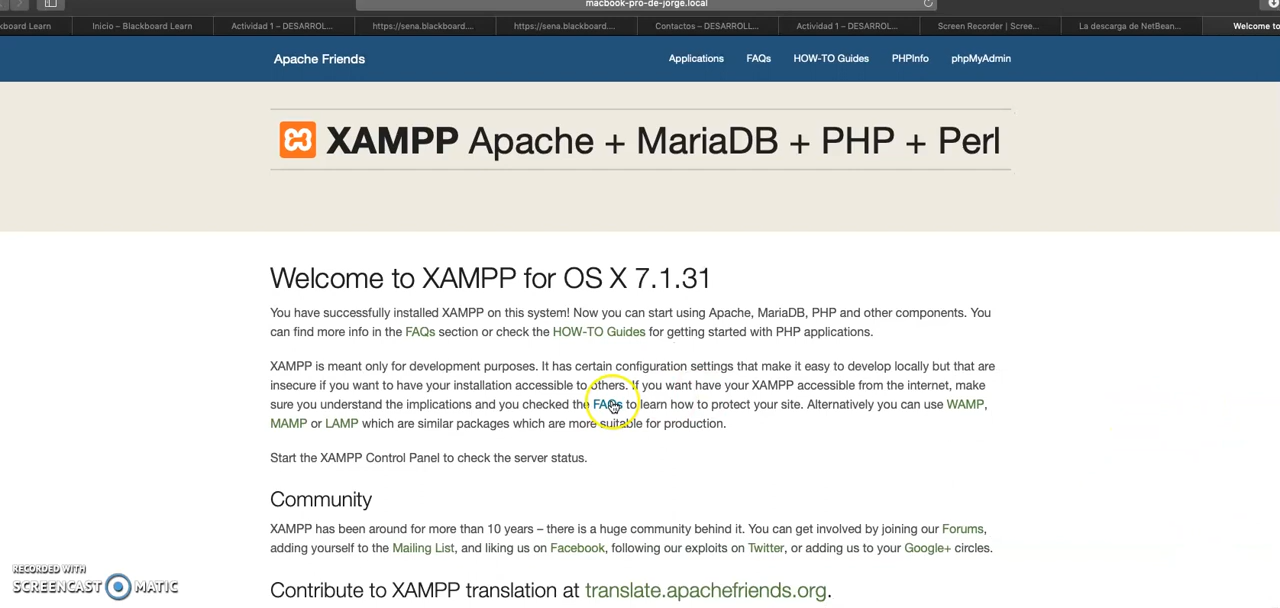 macbook-pro-de-jorge.local
kboard Learn
Inicio – Blackboard Learn
Actividad 1 – DESARROLL...
https://sena.blackboard....
https://sena.blackboard....
Contactos – DESARROLL...
Actividad 1 – DESARROL...
Screen Recorder | Scree...
La descarga de NetBean...
Welcome to
Apache Friends
Applications
FAQs
HOW-TO Guides
PHPInfo
phpMyAdmin
XAMPP Apache + MariaDB + PHP + Perl
Welcome to XAMPP for OS X 7.1.31
You have successfully installed XAMPP on this system! Now you can start using Apache, MariaDB, PHP and other components. You
can find more info in the FAQs section or check the HOW-TO Guides for getting started with PHP applications.
XAMPP is meant only for development purposes. It has certain configuration settings that make it easy to develop locally but that are
insecure if you want to have your installation accessible to others. If you want have your XAMPP accessible from the internet, make
sure you understand the implications and you checked the FAQs to learn how to protect your site. Alternatively you can use WAMP,
MAMP or LAMP which are similar packages which are more suitable for production.
Start the XAMPP Control Panel to check the server status.
Community
XAMPP has been around for more than 10 years – there is a huge community behind it. You can get involved by joining our Forums,
adding yourself to the Mailing List, and liking us on Facebook, following our exploits on Twitter, or adding us to your Google+ circles.
Contribute to XAMPP translation at translate.apachefriends.org.
RECORDED WITH
SCREENCAST MATIC